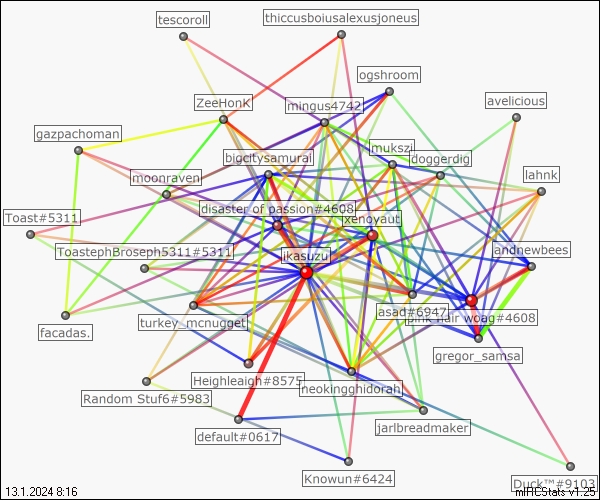 tescoroll
thiccusboiusalexusjoneus
ogshroom
avelicious
ZeeHonK
mingus4742
gazpachoman
mukszi
bigcitysamurai
doggerdig
moonraven
lahnk
Toast#5311
disaster of passion#4608
xenoyaut
ToastephBroseph5311#5311
andnewbees
ikasuzu
asad#6947
pink hair woag#4608
turkey_mcnugget
facadas.
gregor_samsa
Heighleigh#8575
neokingghidorah
Random Stuf6#5983
jarlbreadmaker
default#0617
Knowun#6424
Duck™#9103
13.1.2024 8:16
mIRCStats v1.25